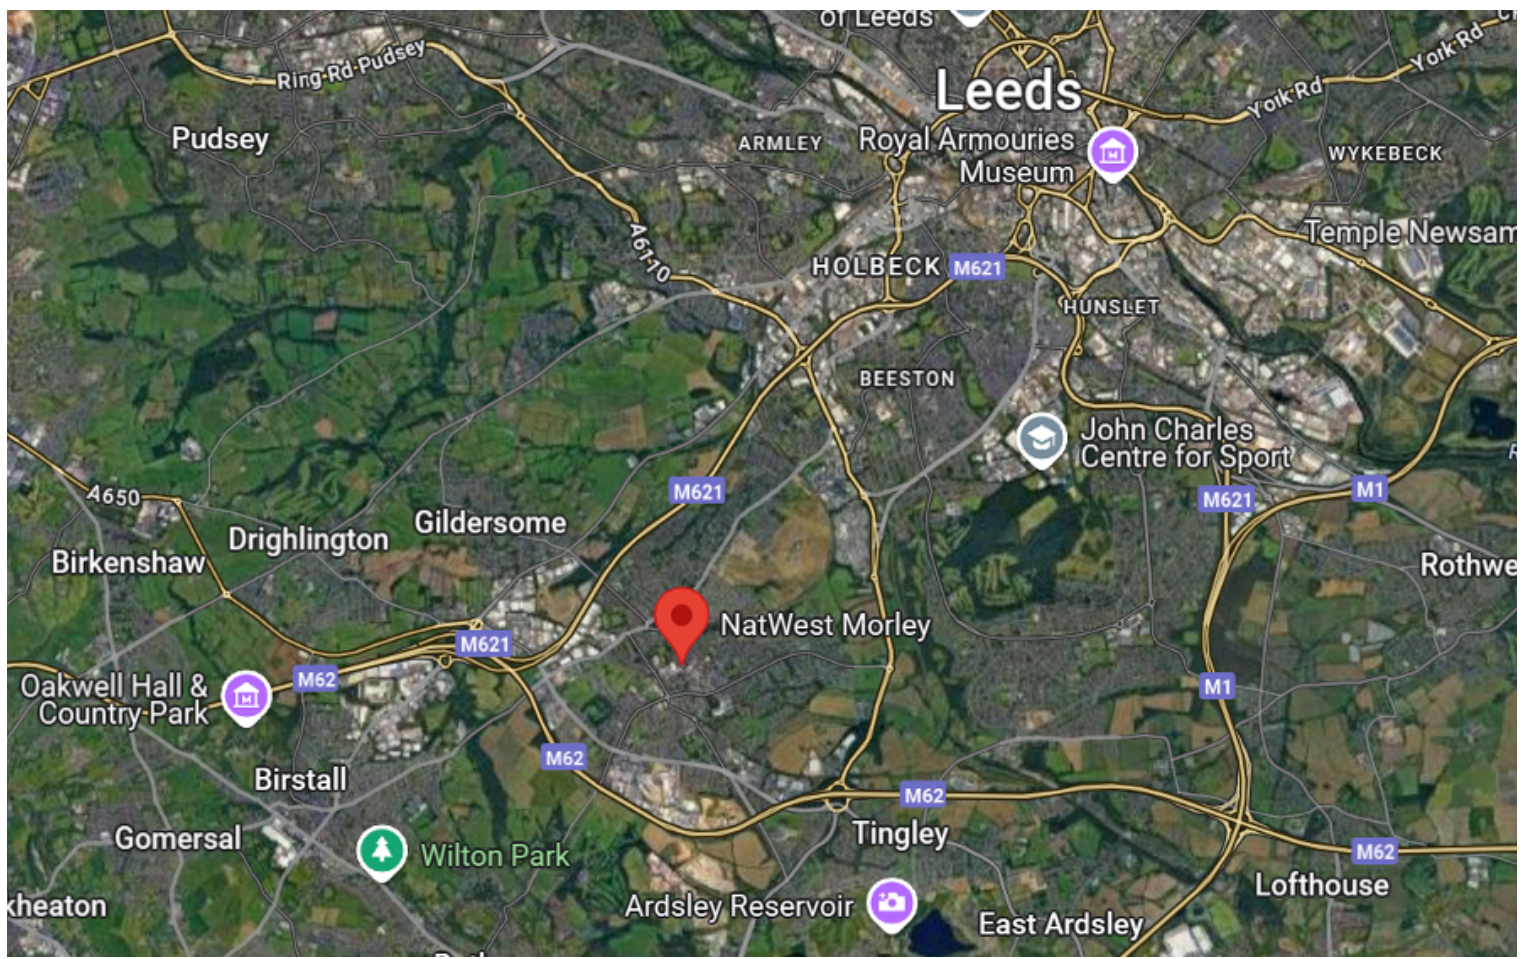 of Leeds
Ring Rd Pudsey
York Rd
Leeds
York Rd
Pudsey
ARMLEY
Royal Armouries
Museum
WYKEBECK
A6110
Temple Newsam
HOLBECK
M621
HUNSLET
BEESTON
John Charles
Centre for Sport
M621
M621
M1
A650
Gildersome
Drighlington
Birkenshaw
Rothwe
NatWest Morley
M621
M62
Oakwell Hall &
Country Park
M1
M62
Birstall
M62
Tingley
Gomersal
Wilton Park
M62
Lofthouse
kheaton
Ardsley Reservoir
East Ardsley